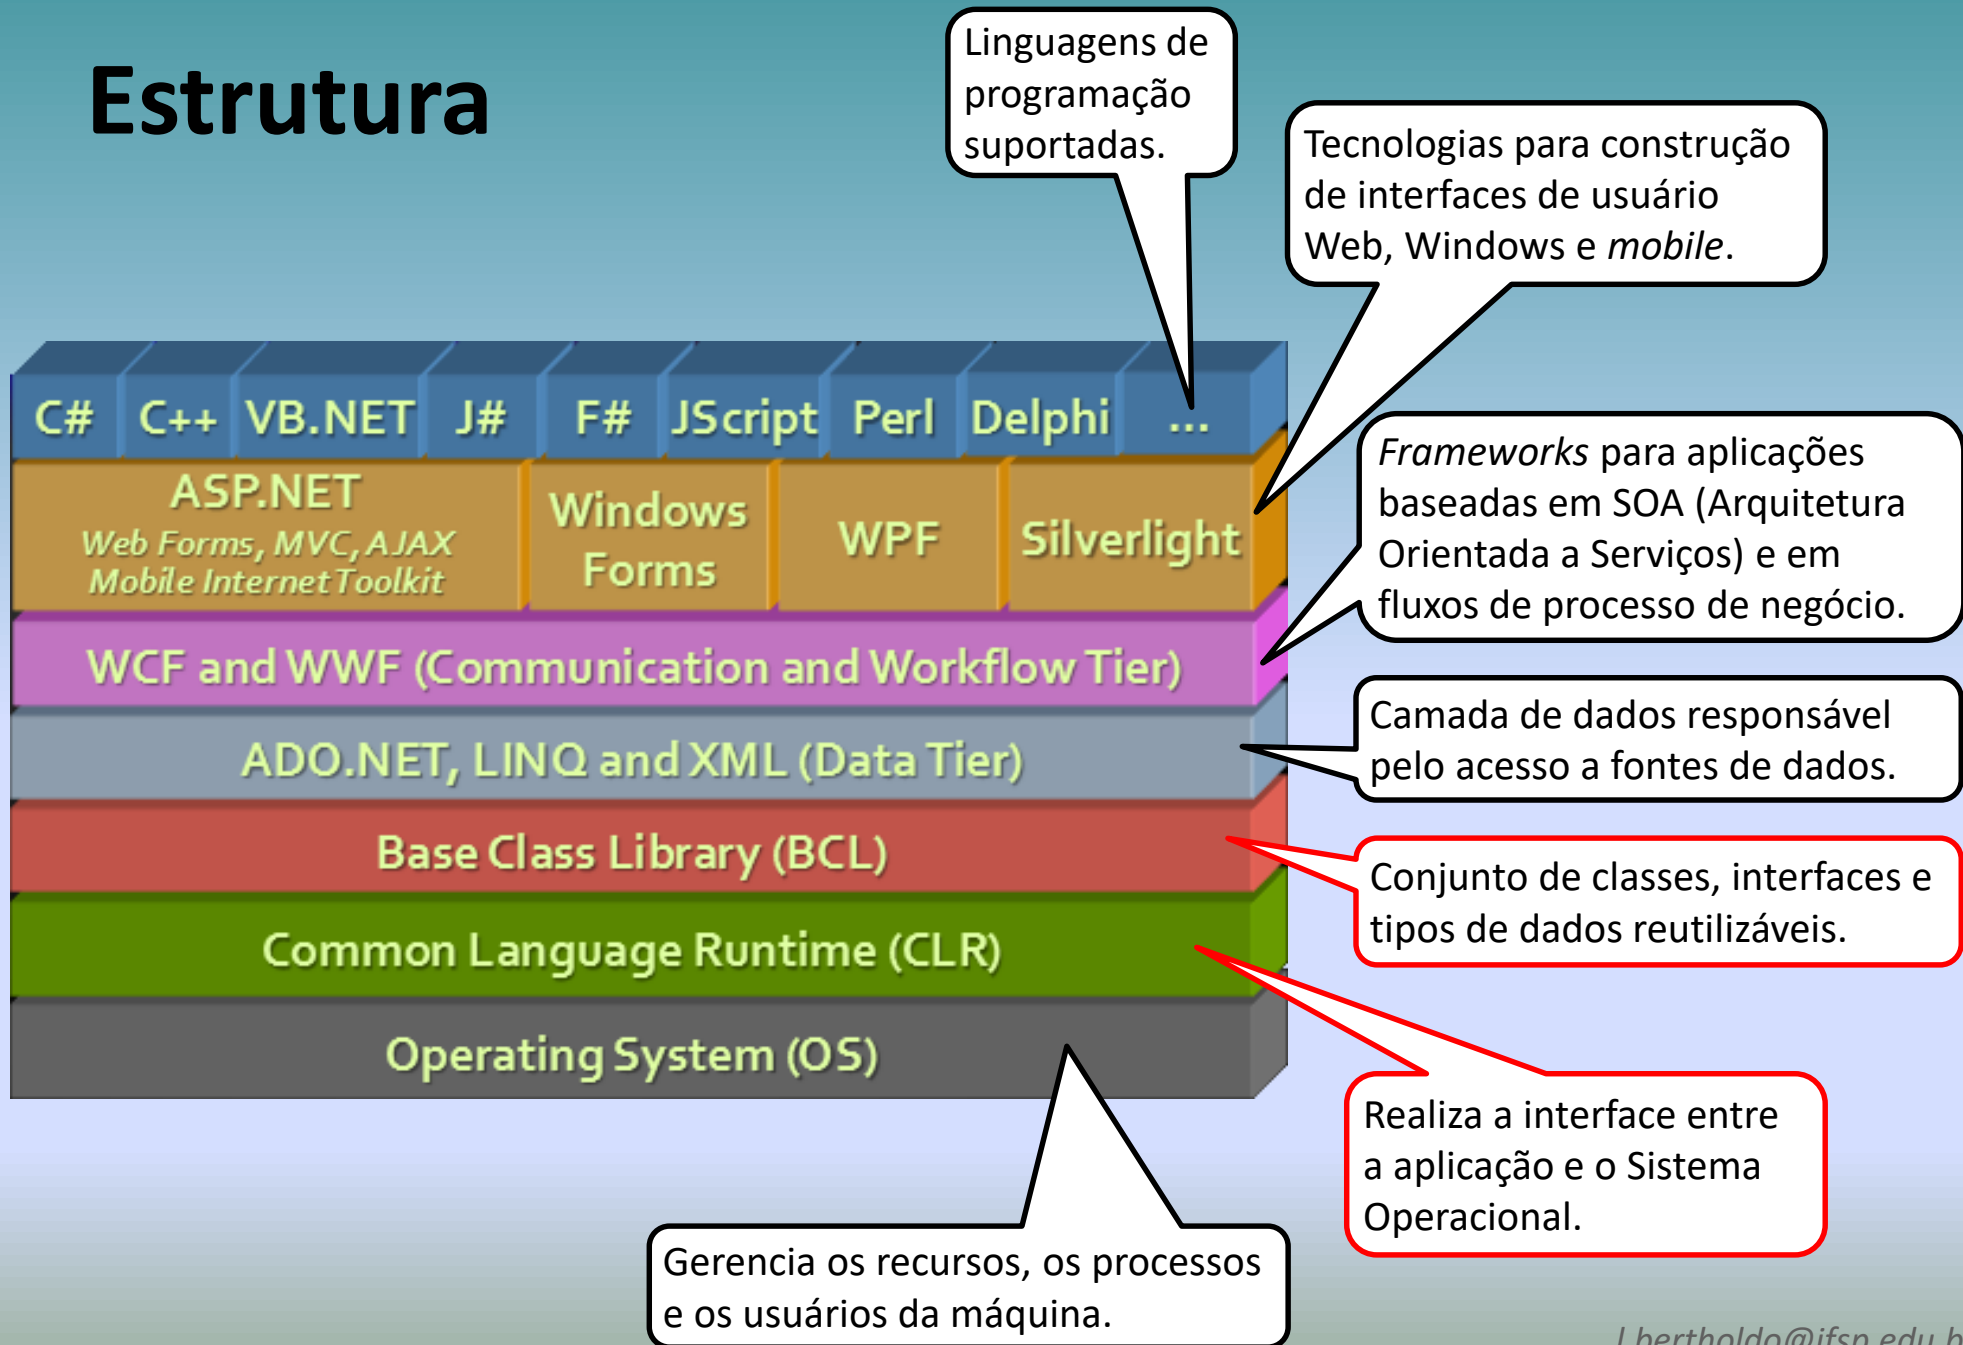 Estrutura
Linguagens de
programação
suportadas.
Tecnologias para construção
de interfaces de usuário
Web, Windows e mobile.
C# C++ VB.NET J# F# JScript Perl Delphi ...
ASP.NET
Web Forms, MVC, AJAX
Mobile Internet Toolkit
Windows
Forms
WPF
Silverlight
Frameworks para aplicações
baseadas em SOA (Arquitetura
Orientada a Serviços) e em
fluxos de processo de negócio.
WCF and WWF (Communication and Workflow Tier)
ADO.NET, LINQ and XML (Data Tier)
Camada de dados responsável
pelo acesso a fontes de dados.
Base Class Library (BCL)
Conjunto de classes, interfaces e
tipos de dados reutilizáveis.
Common Language Runtime (CLR)
Operating System (OS)
Realiza a interface entre
a aplicação e o Sistema
Operacional.
Gerencia os recursos, os processos
e os usuários da máquina.